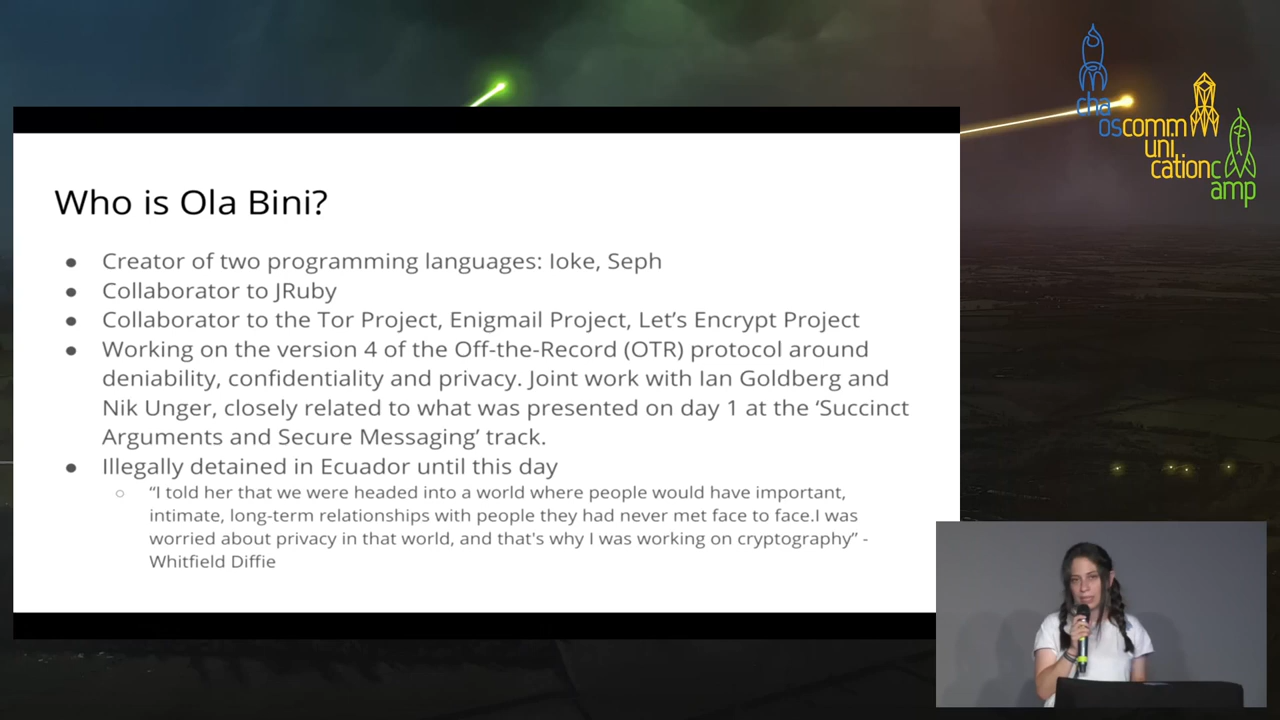 cha
oscomm
uni
cationc
amp
Who is Ola Bini?
● Creator of two programming languages: Ioke, Seph
● Collaborator to JRuby
● Collaborator to the Tor Project, Enigmail Project, Let’s Encrypt Project
● Working on the version 4 of the Off-the-Record (OTR) protocol around
deniability, confidentiality and privacy. Joint work with Ian Goldberg and
Nik Unger, closely related to what was presented on day 1 at the ‘Succinct
Arguments and Secure Messaging’ track.
● Illegally detained in Ecuador until this day
○ “I told her that we were headed into a world where people would have important,
intimate, long-term relationships with people they had never met face to face.I was
worried about privacy in that world, and that's why I was working on cryptography” -
Whitfield Diffie